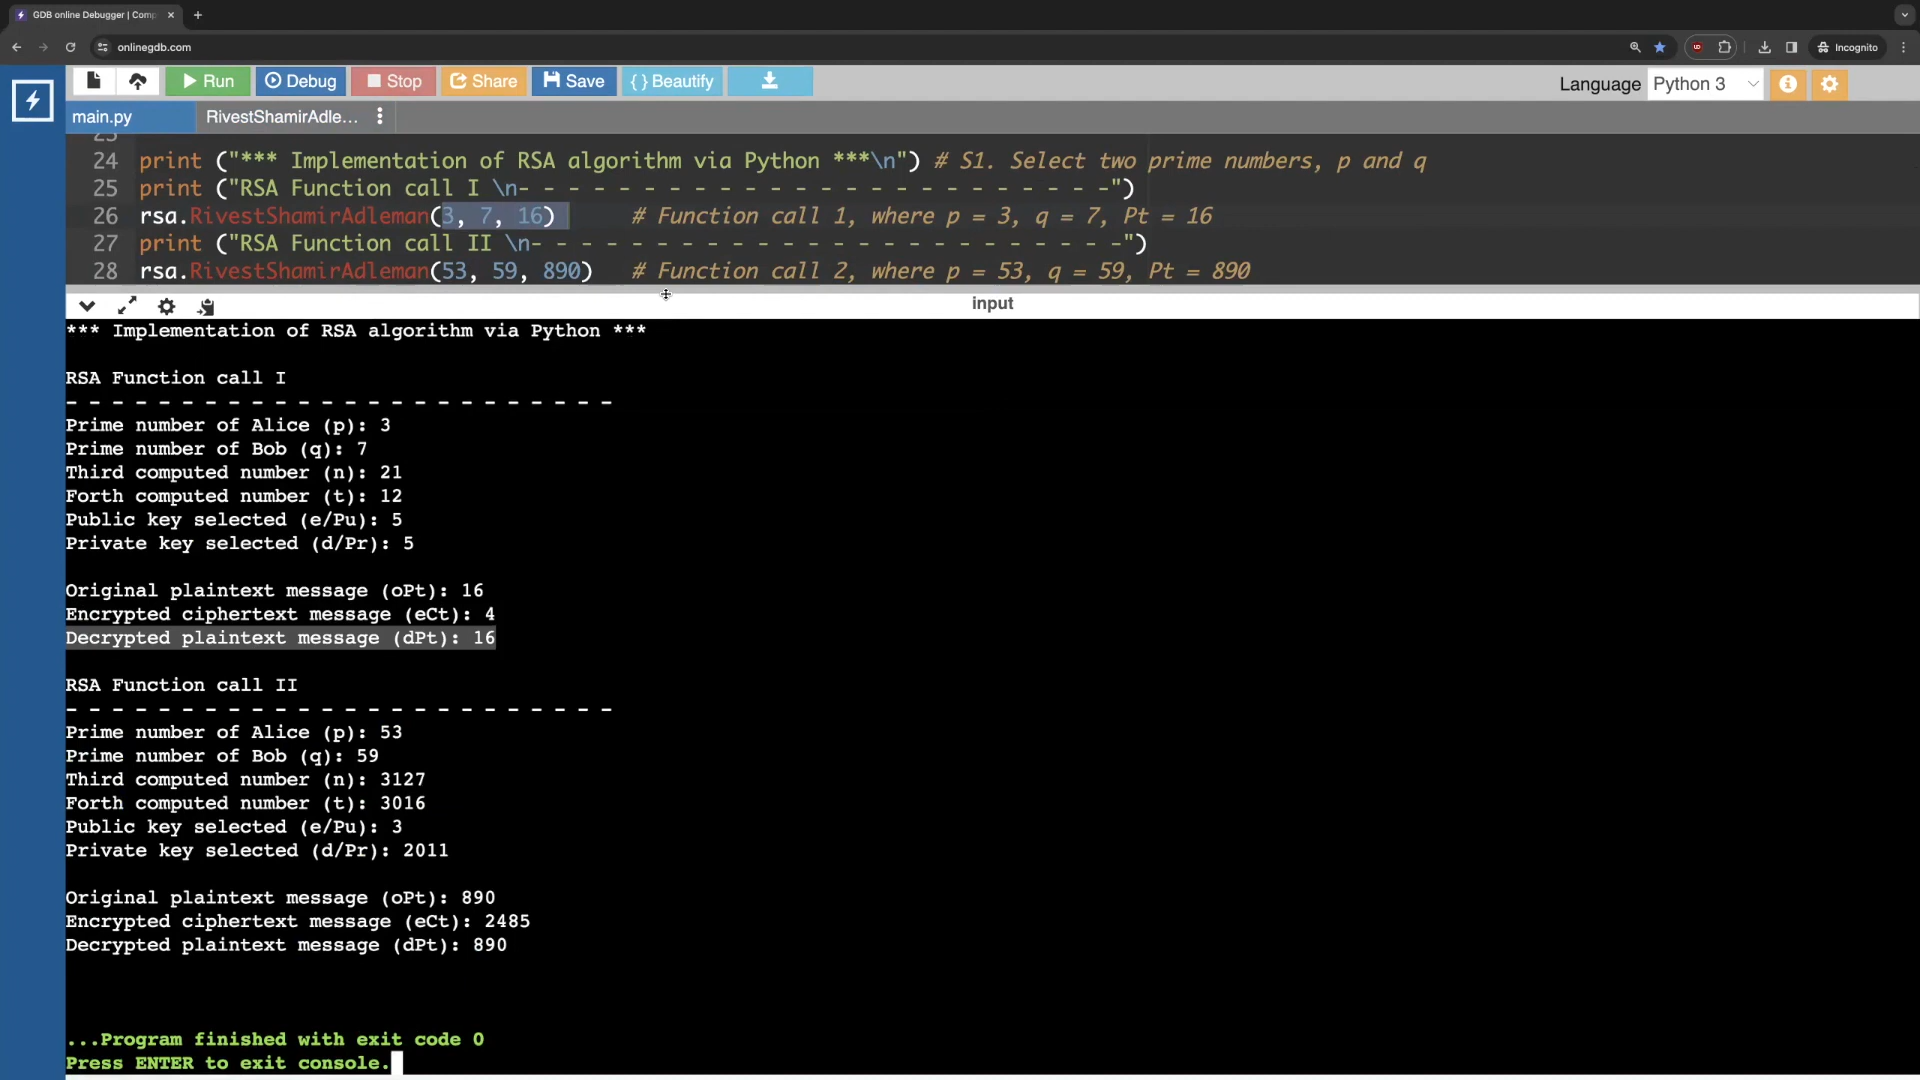 GDB online Debugger | Comp
onlinegdb.com
Incognito
Run
Debug
Stop
Share
Save
{ } Beautify
Language
Python 3
main.py
RivestShamirAdle...
23
24 print ("*** Implementation of RSA algorithm via Python ***\n") # S1. Select two prime numbers, p and q
25 print ("RSA Function call I \n- - - - - - - - - - - - - - - - - - - - - - - -")
26 rsa.RivestShamirAdleman(3, 7, 16) # Function call 1, where p = 3, q = 7, Pt = 16
27 print ("RSA Function call II \n- - - - - - - - - - - - - - - - - - - - - - - -")
28 rsa.RivestShamirAdleman(53, 59, 890) # Function call 2, where p = 53, q = 59, Pt = 890
input
*** Implementation of RSA algorithm via Python ***
RSA Function call I
- - - - - - - - - - - - - - - - - - - - - - - -
Prime number of Alice (p): 3
Prime number of Bob (q): 7
Third computed number (n): 21
Forth computed number (t): 12
Public key selected (e/Pu): 5
Private key selected (d/Pr): 5
Original plaintext message (oPt): 16
Encrypted ciphertext message (eCt): 4
Decrypted plaintext message (dPt): 16
RSA Function call II
- - - - - - - - - - - - - - - - - - - - - - - -
Prime number of Alice (p): 53
Prime number of Bob (q): 59
Third computed number (n): 3127
Forth computed number (t): 3016
Public key selected (e/Pu): 3
Private key selected (d/Pr): 2011
Original plaintext message (oPt): 890
Encrypted ciphertext message (eCt): 2485
Decrypted plaintext message (dPt): 890
...Program finished with exit code 0
Press ENTER to exit console.